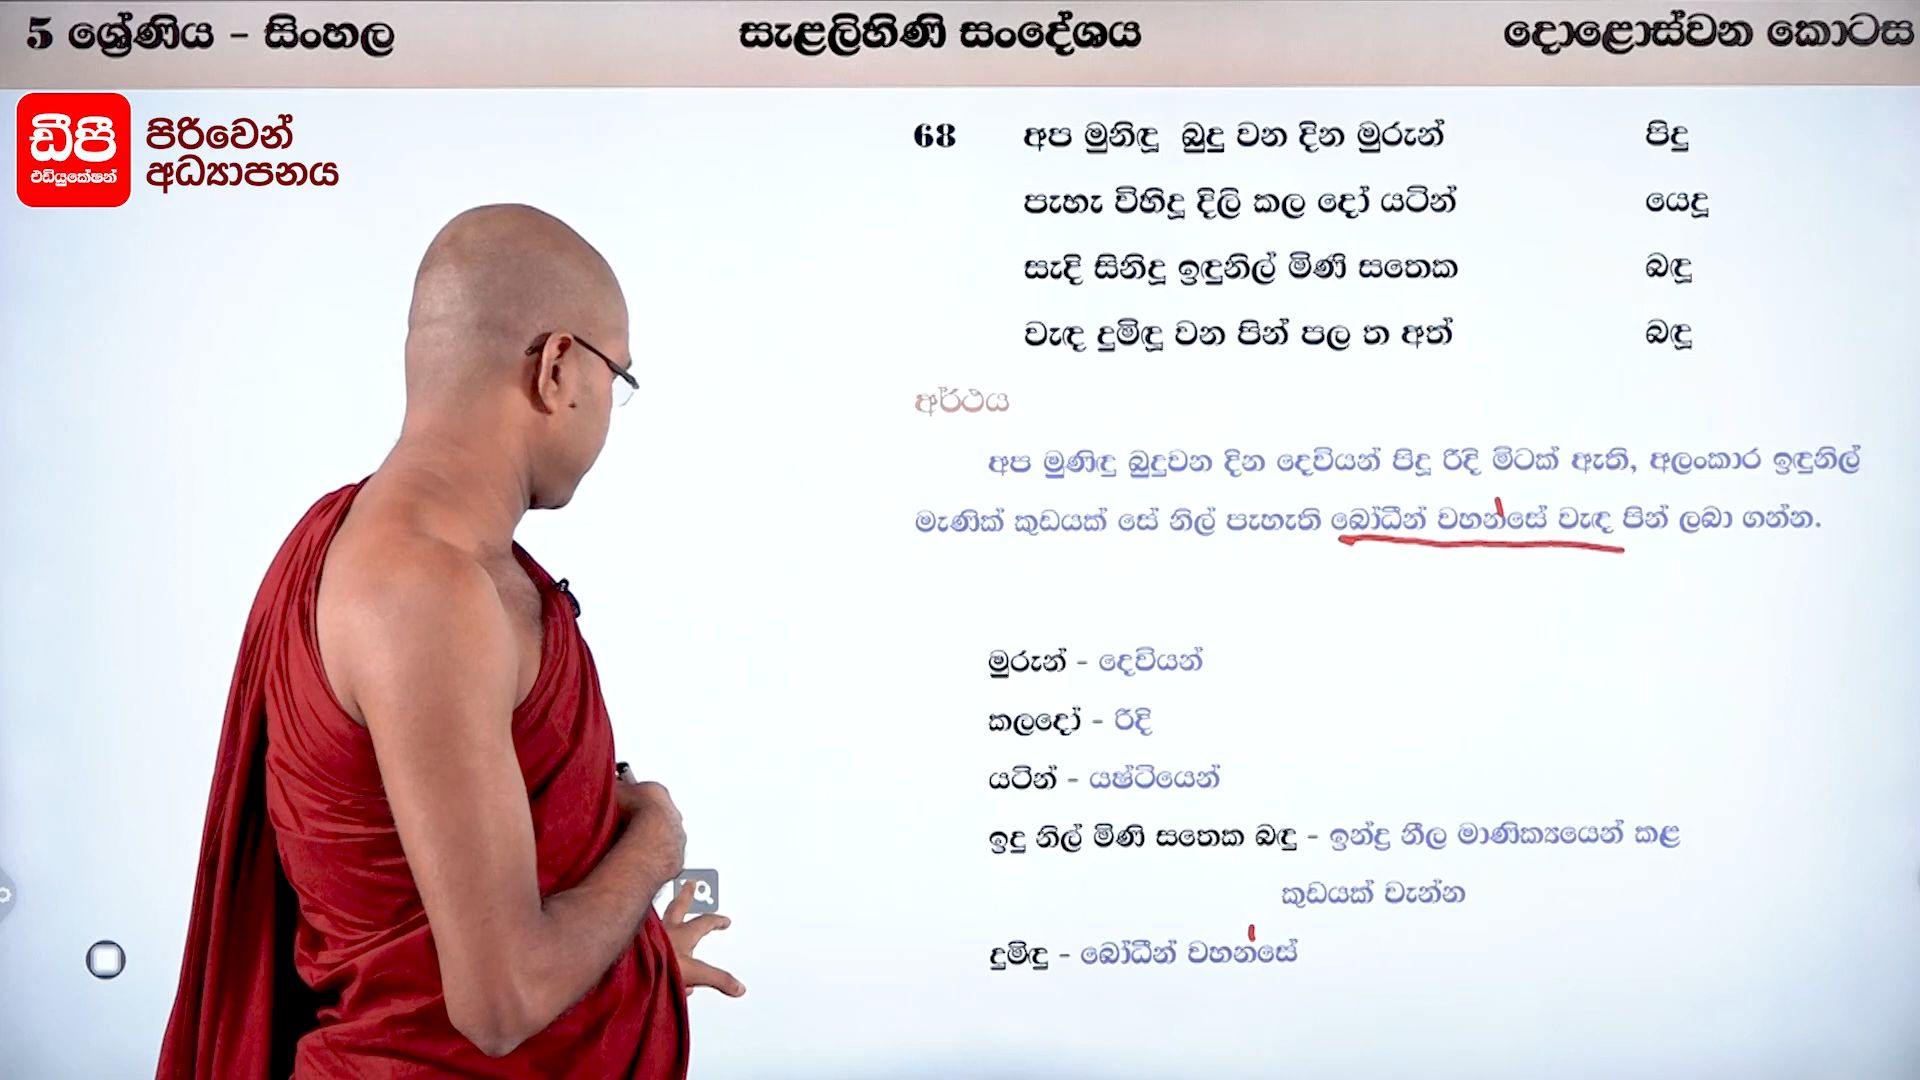 5 ශ්‍රේණිය - සිංහල
සැළලිහිණි සංදේශය
දොළොස්වන කොටස
ඩීපී
එඩියුකේෂන්
පිරිවෙන්
අධ්‍යාපනය
68 අප මුනිඳූ බුදු වන දින මුරුන් පිදු
පැහැ විහිදූ දිලි කල දෝ යටින් යෙදූ
සැදි සිනිදූ ඉඳුනිල් මිණි සතෙක බඳූ
වැඳ දුමිඳූ වන පින් පල ත අත් බඳූ
අර්ථය
අප මුණිඳු බුදුවන දින දෙවියන් පිදූ රිදි මිටක් ඇති, අලංකාර ඉඳුනිල්
මැණික් කුඩයක් සේ නිල් පැහැති බෝධීන් වහන්සේ වැඳ පින් ලබා ගන්න.
මුරුන් - දෙවියන්
කලදෝ - රිදි
යටින් - යෂ්ටියෙන්
ඉඳු නිල් මිණි සතෙක බඳු - ඉන්ද්‍ර නීල මාණික්‍යයෙන් කළ
කුඩයක් වැන්න
දුමිඳු - බෝධීන් වහන්සේ